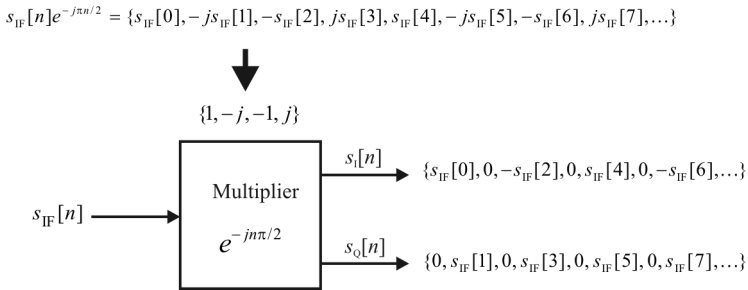 s_IF[n]e^{-jπn/2} = {s_IF[0],-js_IF[1],-s_IF[2], js_IF[3], s_IF[4],-js_IF[5],-s_IF[6], js_IF[7],…}
{1,-j,-1, j}
s_I[n]
{s_IF[0],0,-s_IF[2],0,s_IF[4],0,-s_IF[6],…}
Multiplier
s_IF[n]
e^{-jnπ/2}
s_Q[n]
{0, s_IF[1],0, s_IF[3],0, s_IF[5],0, s_IF[7],…}